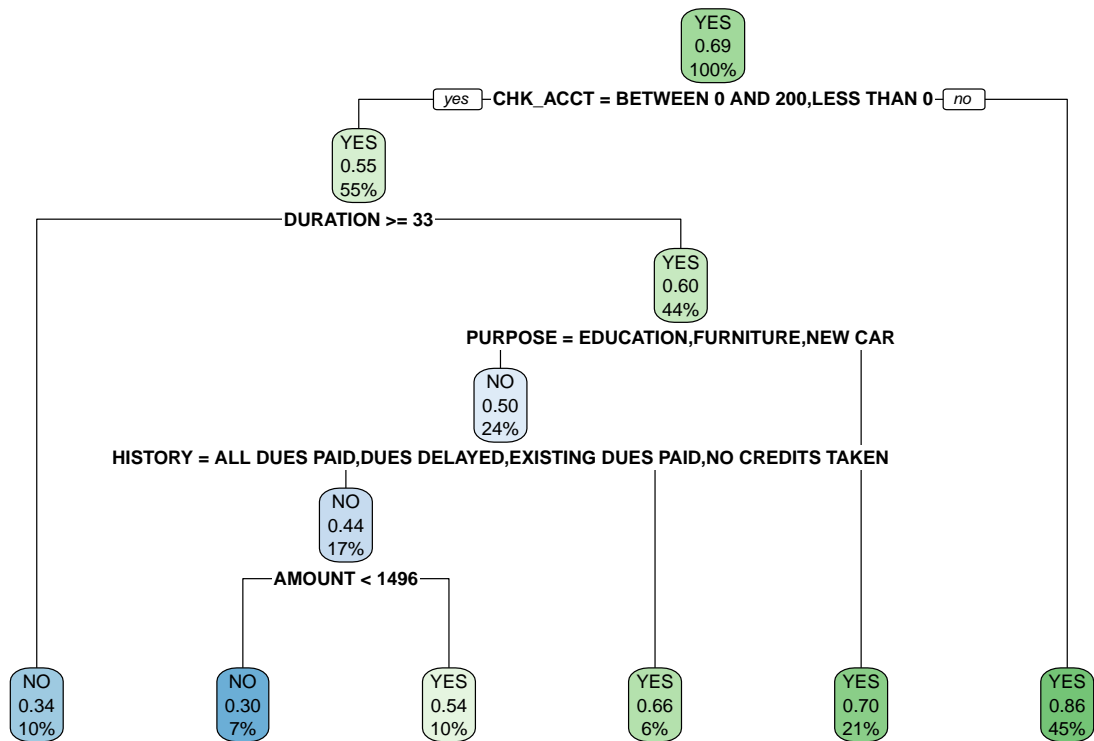 YES
0.69
100%
yes
CHK_ACCT = BETWEEN 0 AND 200,LESS THAN 0
no
YES
0.55
55%
DURATION >= 33
YES
0.60
44%
PURPOSE = EDUCATION,FURNITURE,NEW CAR
NO
0.50
24%
HISTORY = ALL DUES PAID,DUES DELAYED,EXISTING DUES PAID,NO CREDITS TAKEN
NO
0.44
17%
AMOUNT < 1496
NO
0.34
10%
NO
0.30
7%
YES
0.54
10%
YES
0.66
6%
YES
0.70
21%
YES
0.86
45%